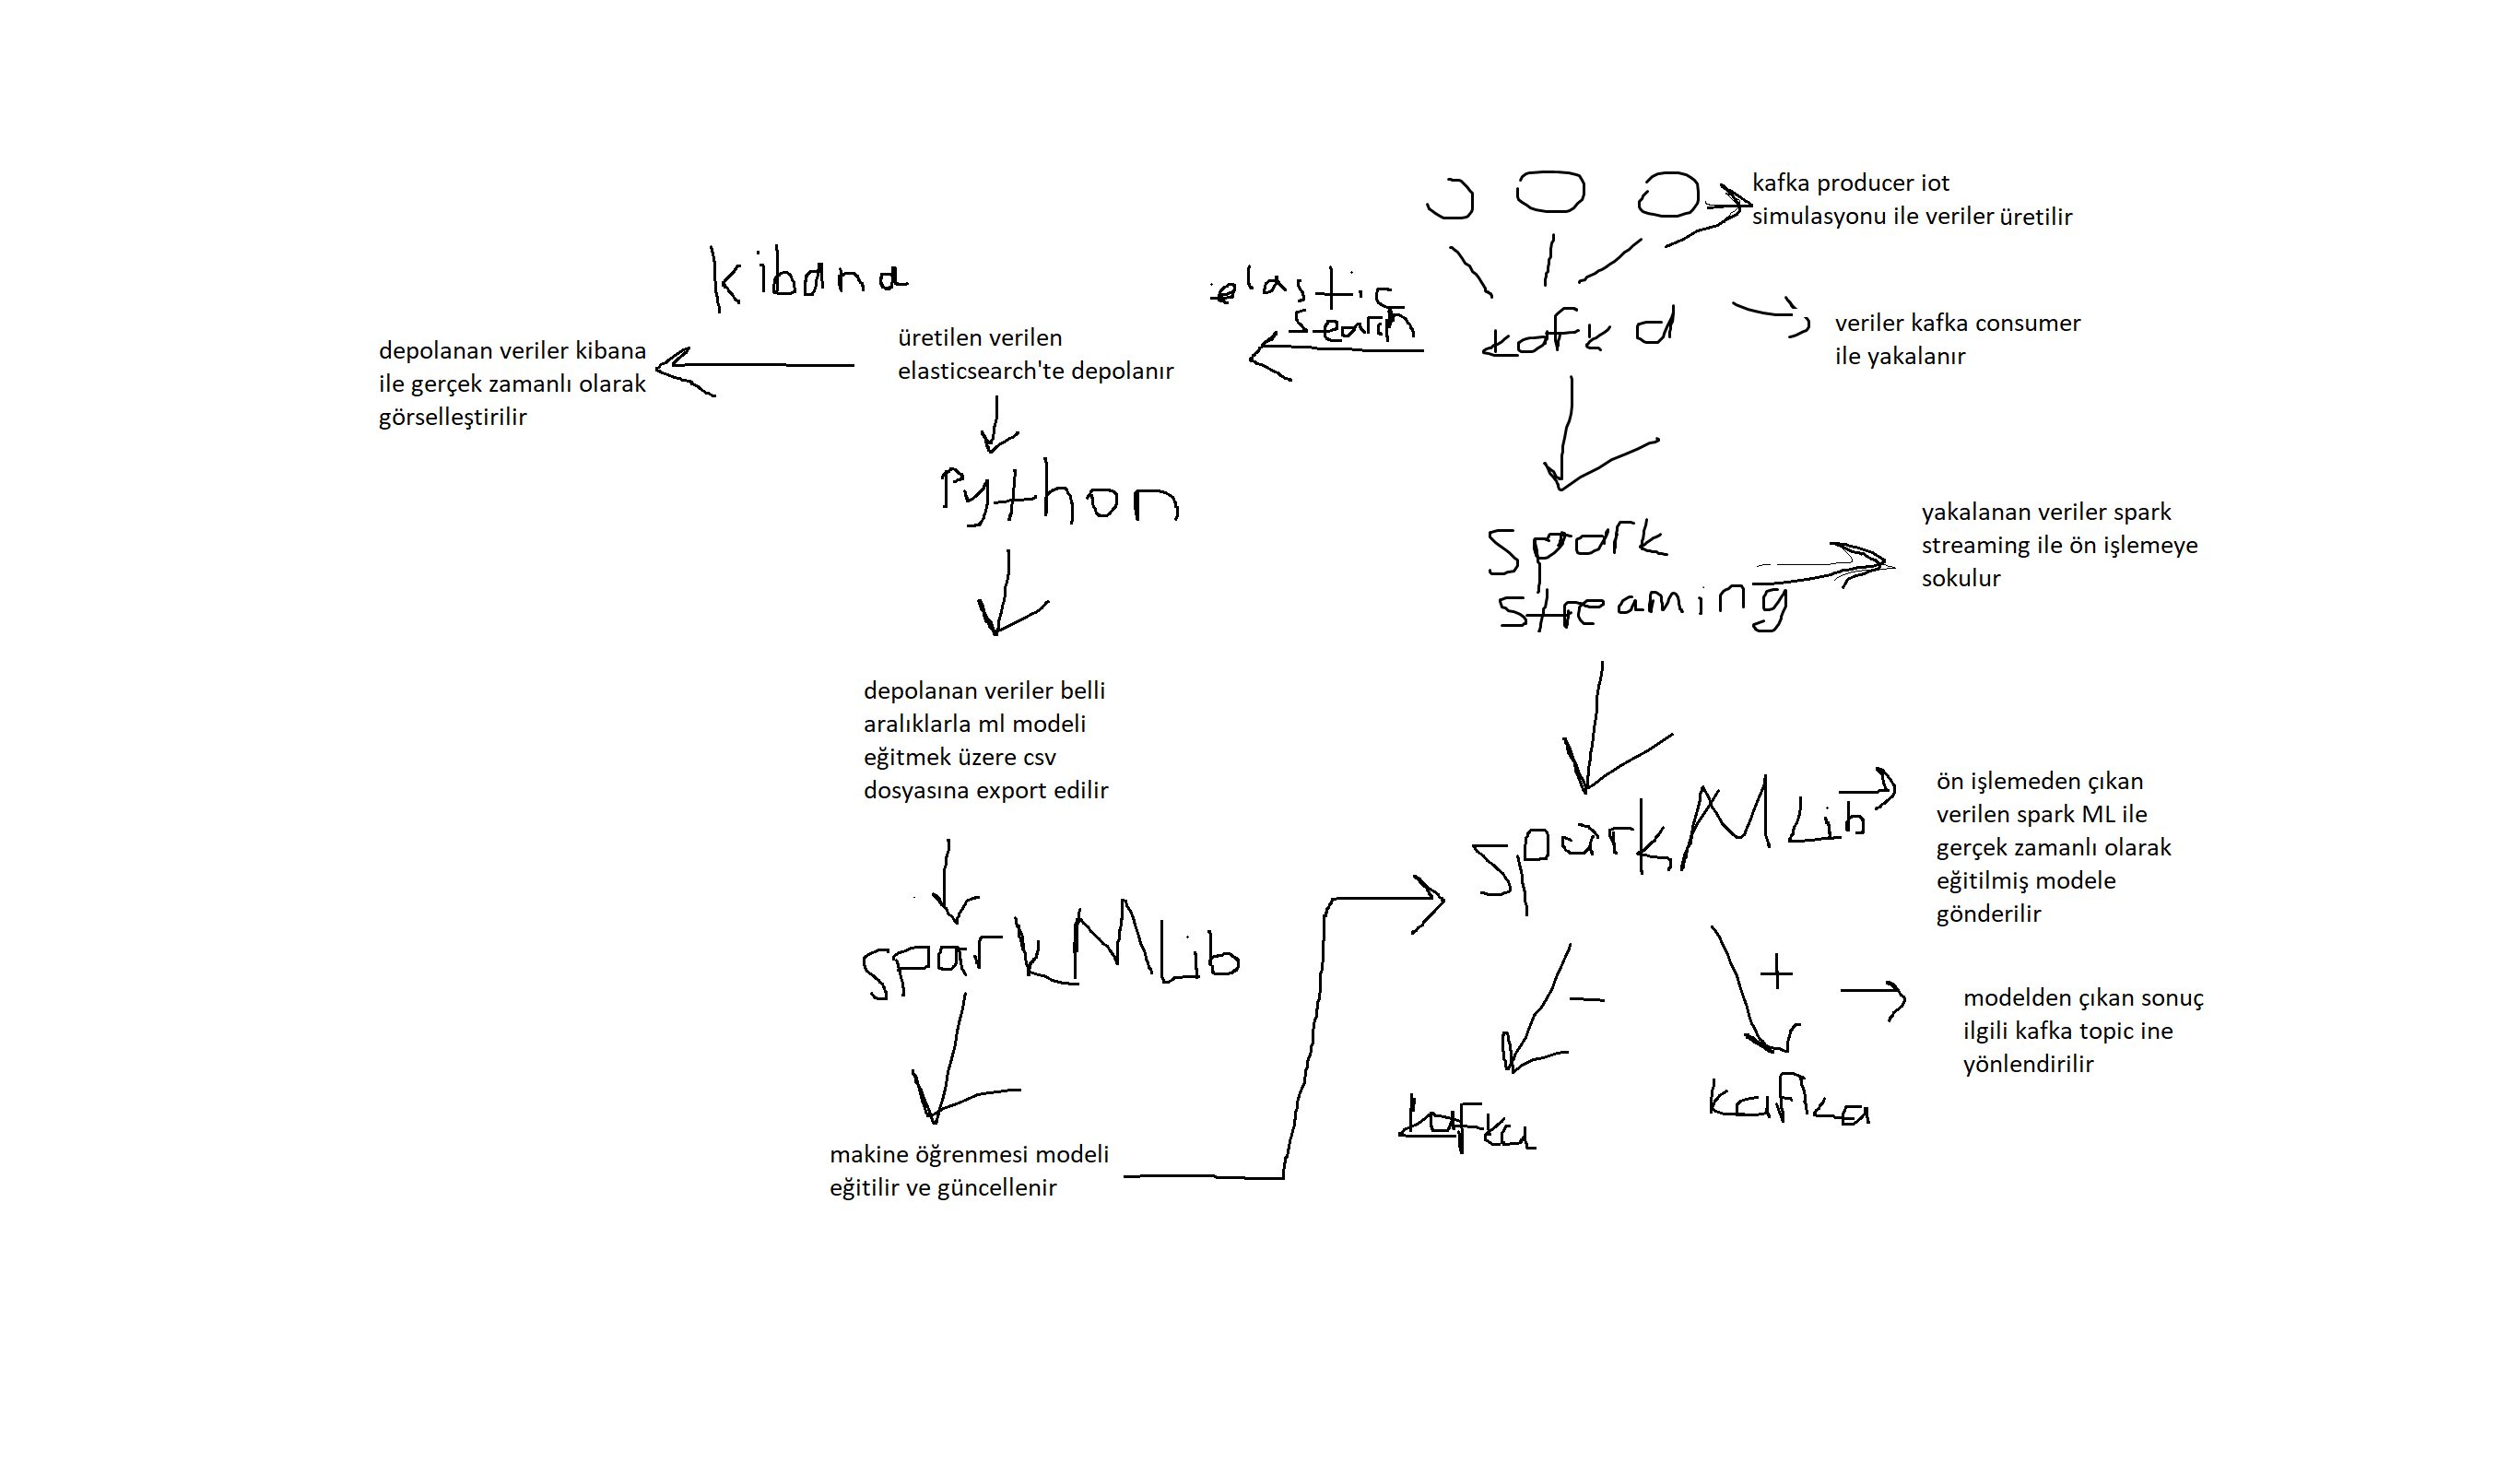 kafka producer iot
simulasyonu ile veriler üretilir
kibana
elastic
search
kafka
veriler kafka consumer
ile yakalanır
üretilen verilen
elasticsearch'te depolanır
depolanan veriler kibana
ile gerçek zamanlı olarak
görselleştirilir
Python
spark
streaming
yakalanan veriler spark
streaming ile ön işlemeye
sokulur
depolanan veriler belli
aralıklarla ml modeli
eğitmek üzere csv
dosyasına export edilir
spark MLib
ön işlemeden çıkan
verilen spark ML ile
gerçek zamanlı olarak
eğitilmiş modele
gönderilir
spark MLib
-
+
modelden çıkan sonuç
ilgili kafka topic ine
yönlendirilir
kafka
kafka
makine öğrenmesi modeli
eğitilir ve güncellenir